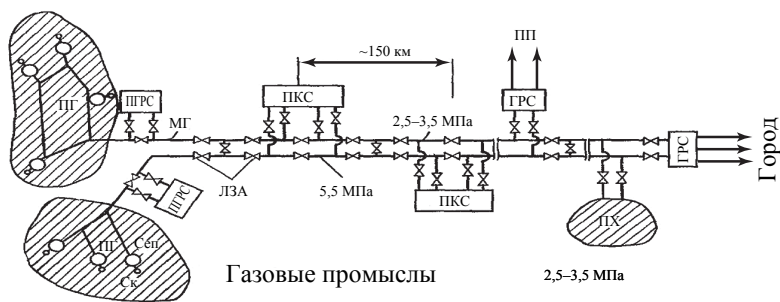 ПП
~150 км
ПГ
ПГРС
ПКС
ГРС
МГ
2,5–3,5 МПа
ГРС
Город
ЛЗА
5,5 МПа
ПГРС
ПКС
ПХ
ПГ
Сеп
Ск
Газовые промыслы
2,5–3,5 МПа